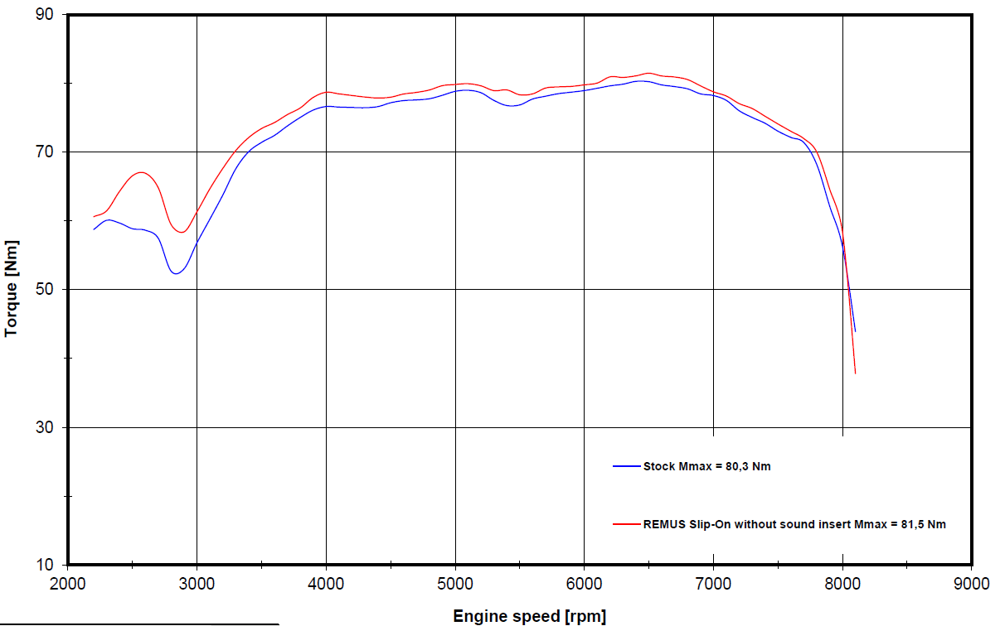 90
70
50
30
10
Torque [Nm]
Stock Mmax = 80,3 Nm
REMUS Slip-On without sound insert Mmax = 81,5 Nm
2000 3000 4000 5000 6000 7000 8000 9000
Engine speed [rpm]